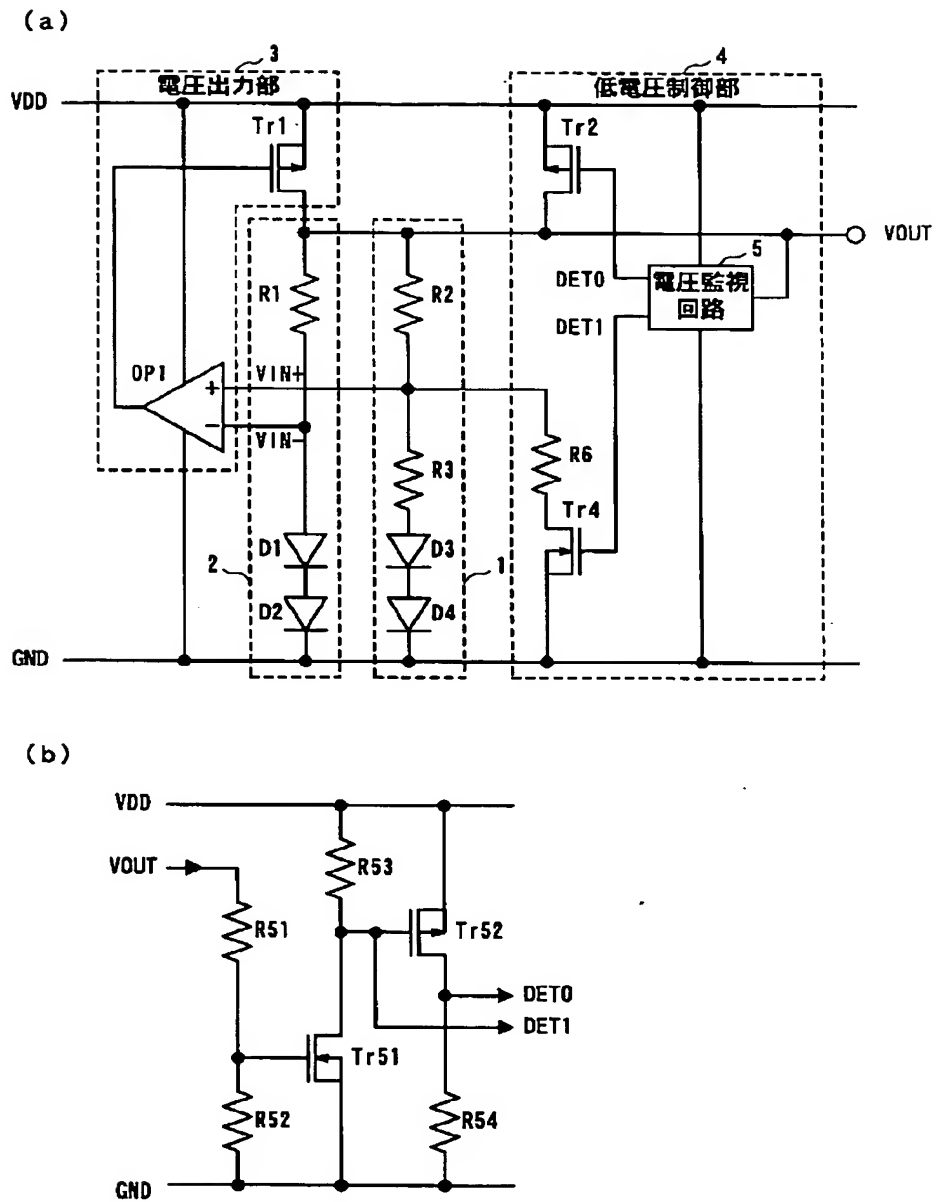 (a)
3
4
電圧出力部
低電圧制御部
VDD
Tr1
Tr2
VOUT
5
DET0
電圧監視
回路
R1
R2
DET1
OP1
VIN+
+
−
VIN−
R6
R3
Tr4
2
D1
D3
1
D2
D4
GND
(b)
VDD
VOUT
R53
R51
Tr52
DET0
DET1
Tr51
R52
R54
GND